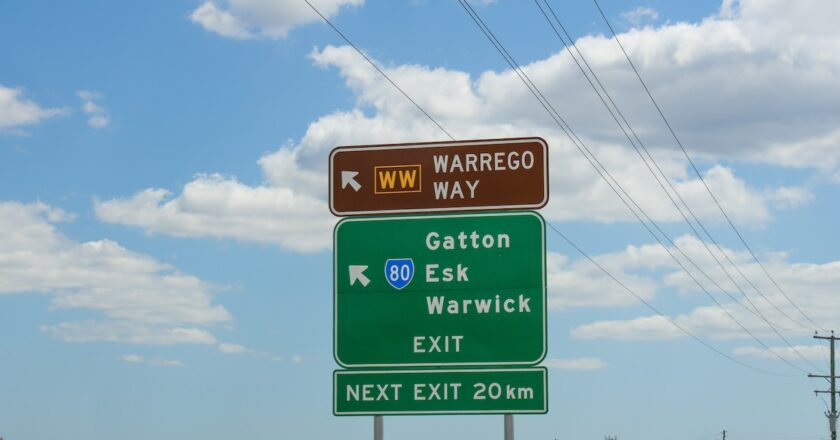 WW WARREGO
WAY
Gatton
80 Esk
Warwick
EXIT
NEXT EXIT 20km